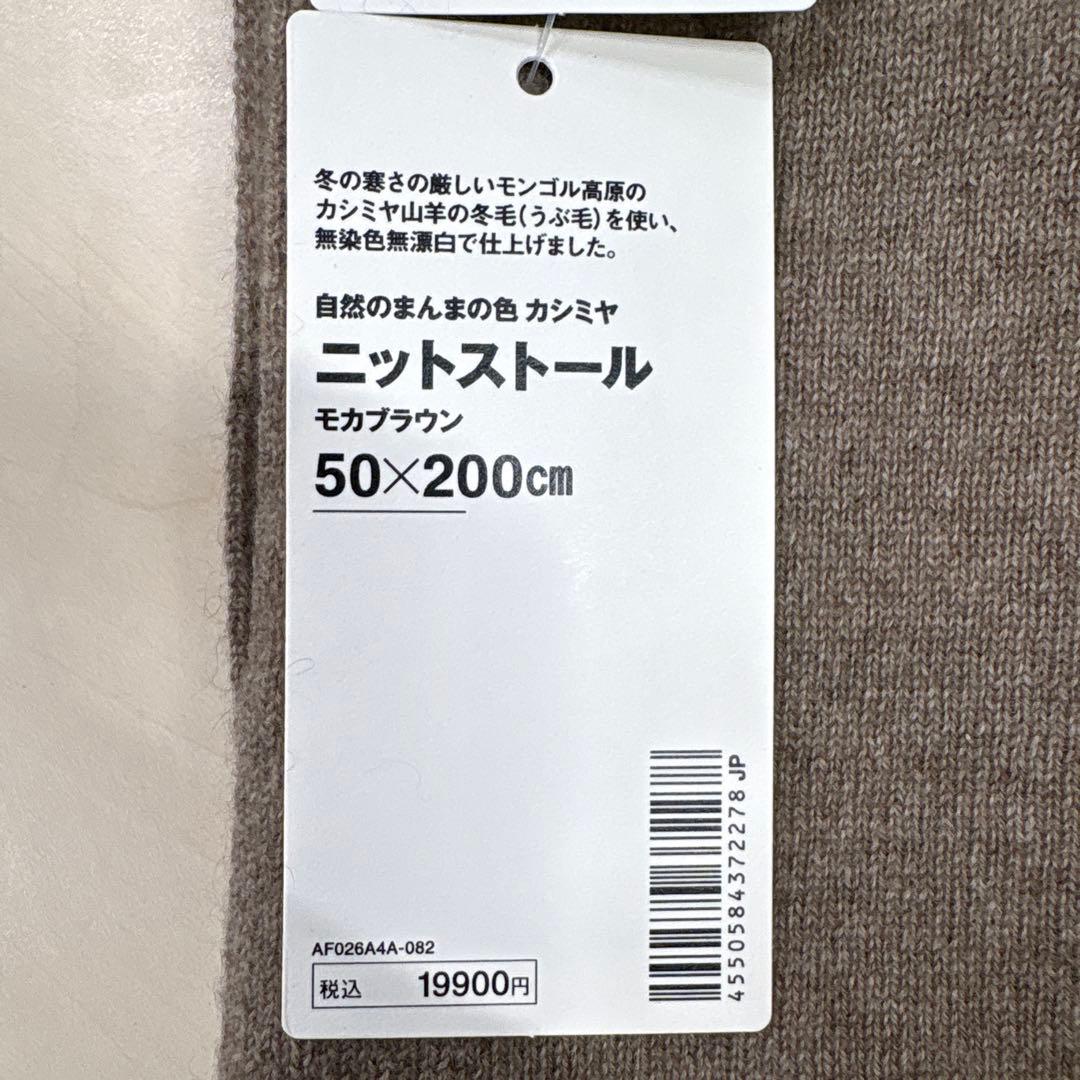 冬の寒さの厳しいモンゴル高原の
カシミヤ山羊の冬毛(うぶ毛)を使い、
無染色無漂白で仕上げました。
自然のまんまの色 カシミヤ
ニットストール
モカブラウン
50×200cm
4550584372278 JP
AF026A4A-082
税込 19900円